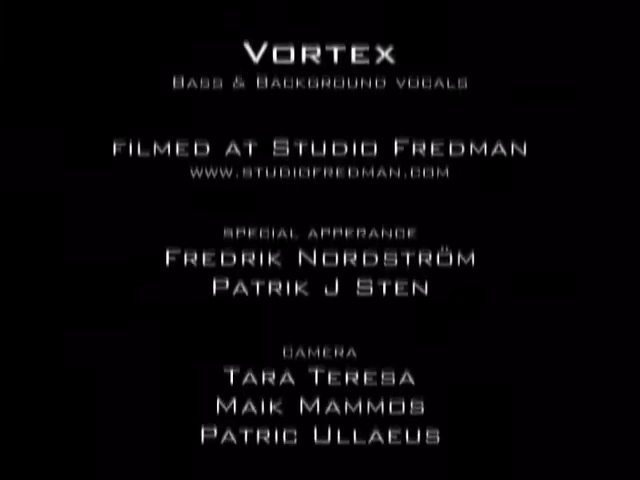 VORTEX
BASS & BACKGROUND VOCALS
FILMED AT STUDIO FREDMAN
WWW.STUDIOFREDMAN.COM
SPECIAL APPERANCE
FREDRIK NORDSTRÖM
PATRIK J STEN
CAMERA
TARA TERESA
MAIK MAMMOS
PATRIC ULLAEUS